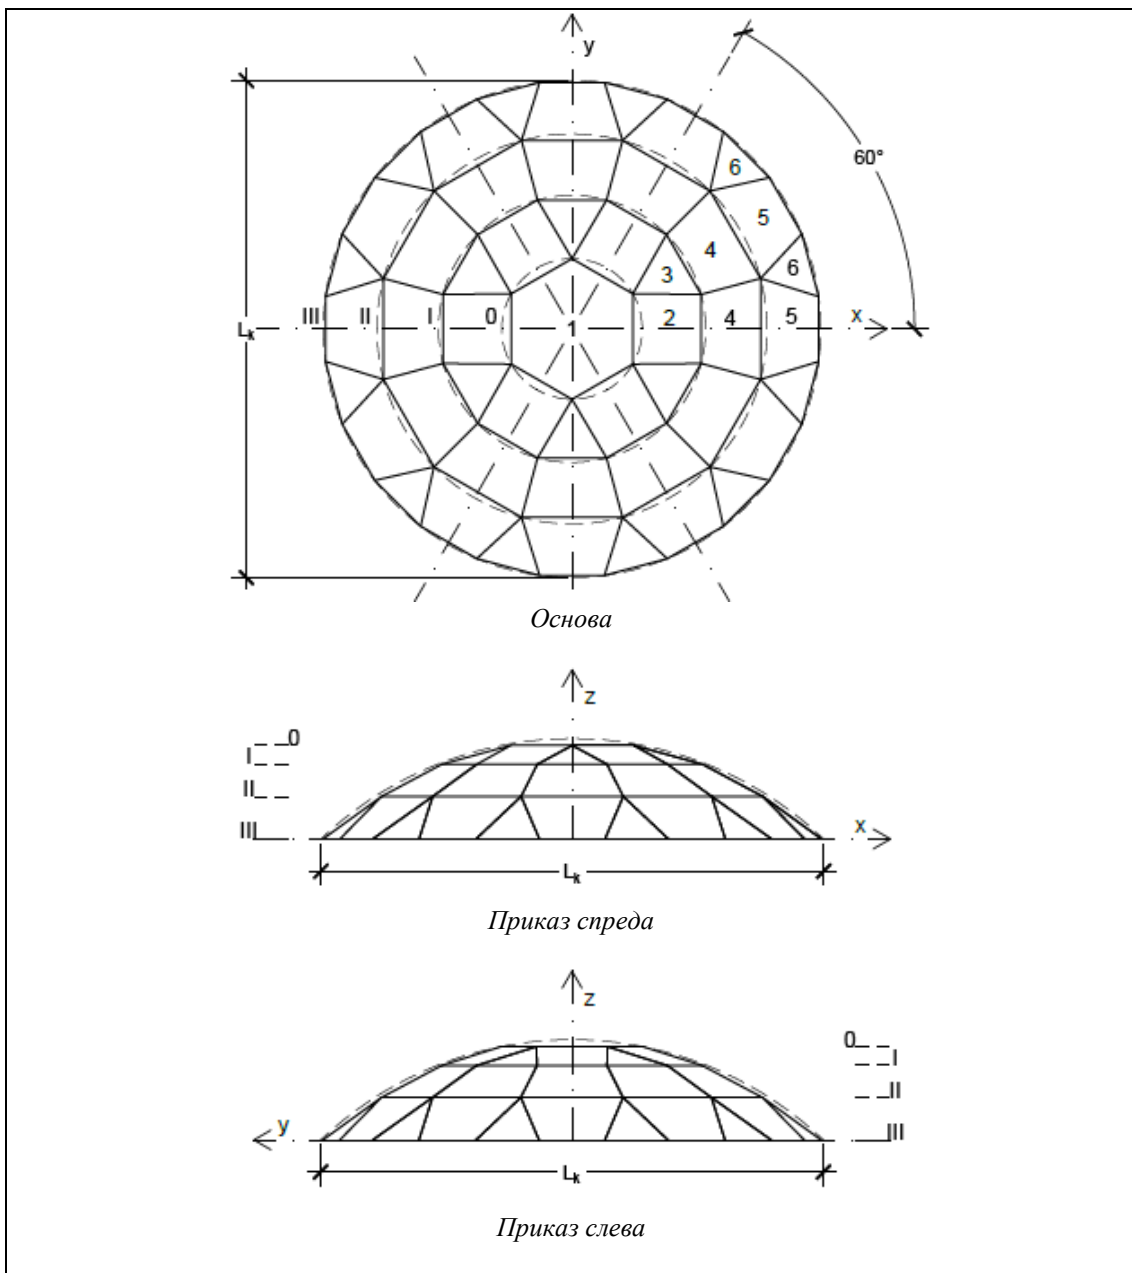 y
60°
6
5
4
6
3
III II I 0 1 2 4 5 x
Lk
Основа
z
0
I
II
III
x
Lk
Приказ спреда
z
0
I
II
y
III
Lk
Приказ слева